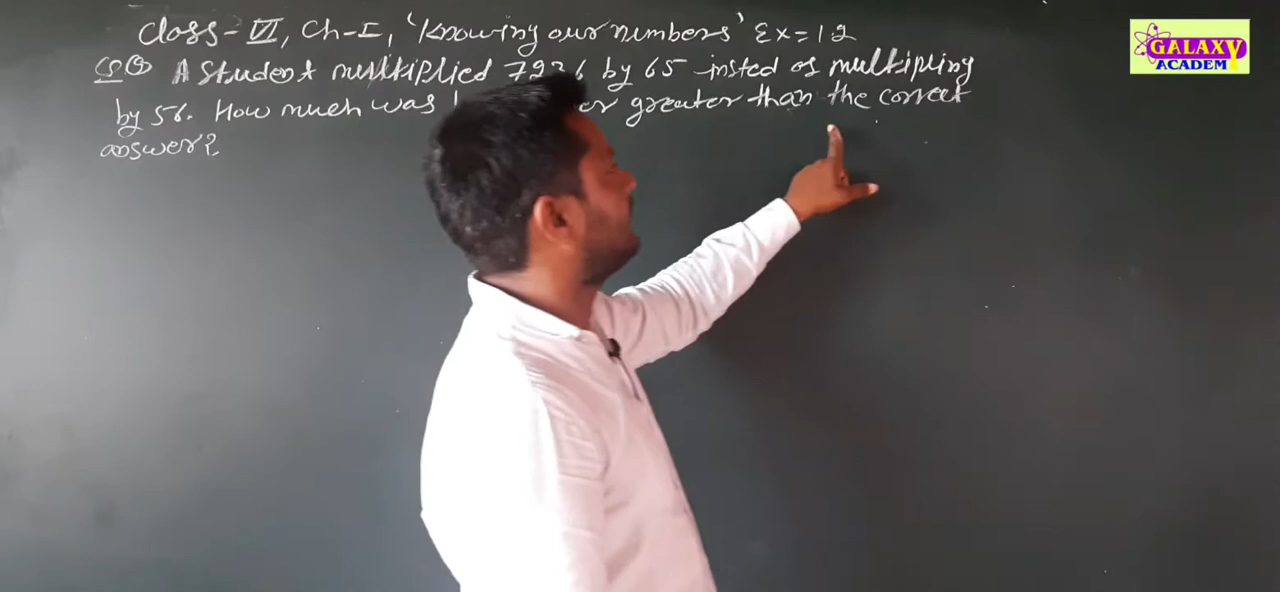 Class-VI, Ch-I, 'Knowing our numbers' Ex=1.2
A Student multiplied 7236 by 65 insted of multipling
by 56. How much was greater than the correct
answer?
GALAXY
ACADEM